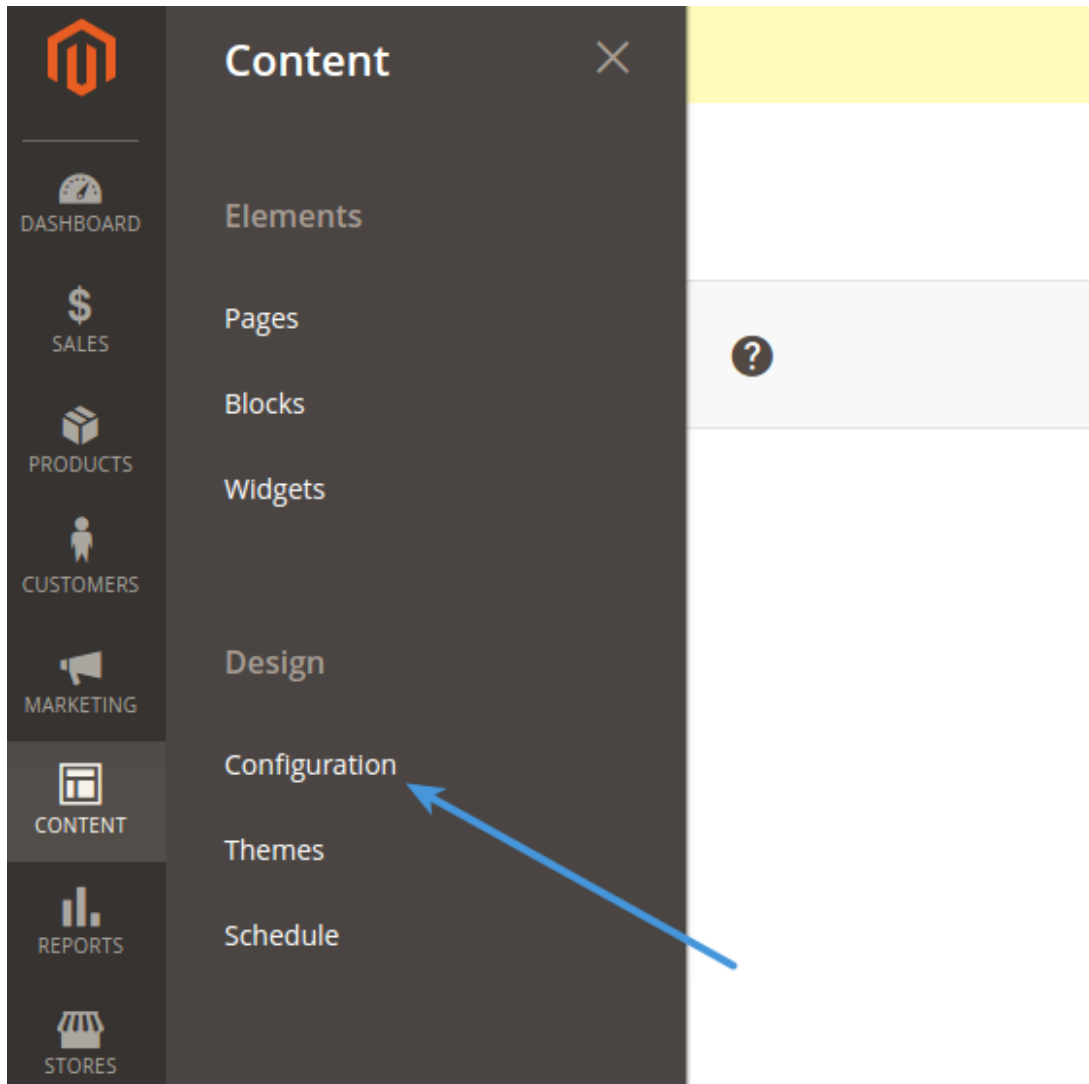 DASHBOARD
SALES
PRODUCTS
CUSTOMERS
MARKETING
CONTENT
REPORTS
STORES
Content
Elements
Pages
Blocks
Widgets
Design
Configuration
Themes
Schedule
?